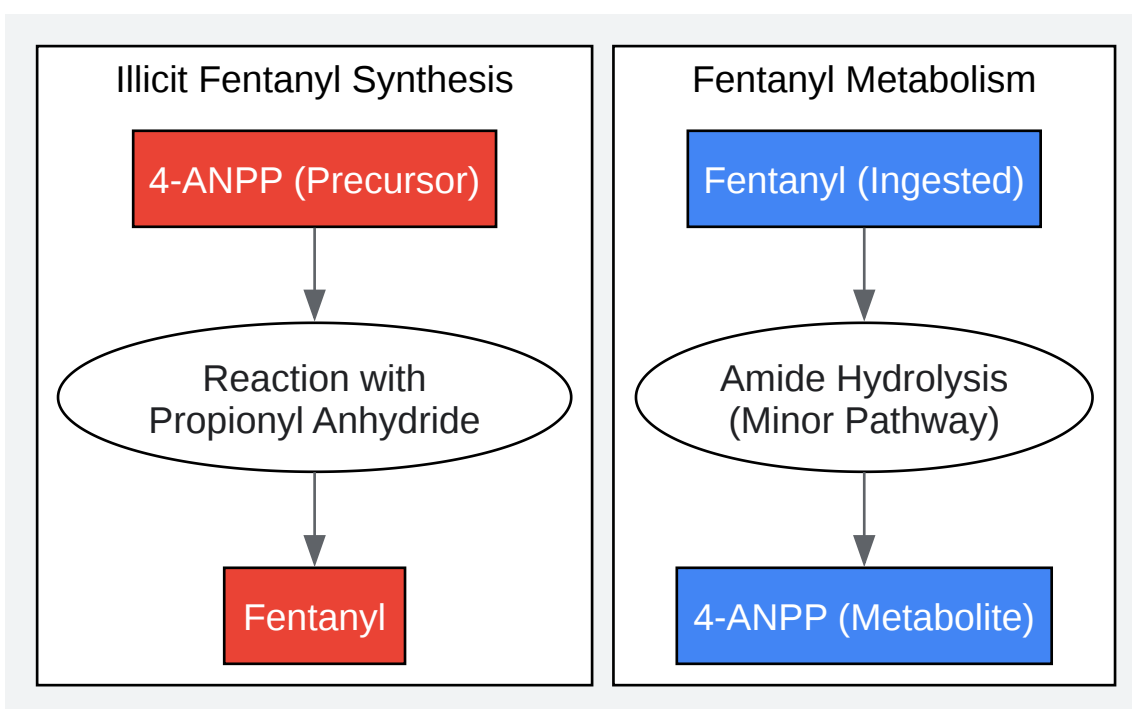 Illicit Fentanyl Synthesis
4-ANPP (Precursor)
Reaction with
Propionyl Anhydride
Fentanyl
Fentanyl Metabolism
Fentanyl (Ingested)
Amide Hydrolysis
(Minor Pathway)
4-ANPP (Metabolite)